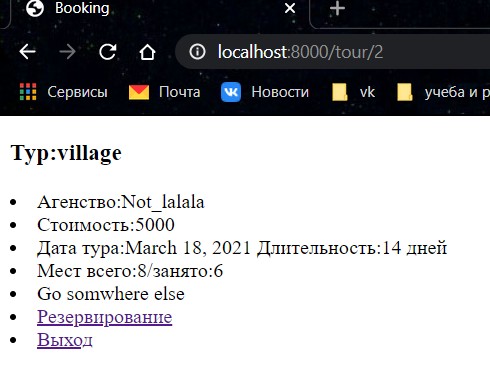 Booking
localhost:8000/tour/2
Сервисы Почта Новости vk учеба и р
Тур:village
Агенство:Not_lalala
Стоимость:5000
Дата тура:March 18, 2021 Длительность:14 дней
Мест всего:8/занято:6
Go somwhere else
Резервирование
Выход